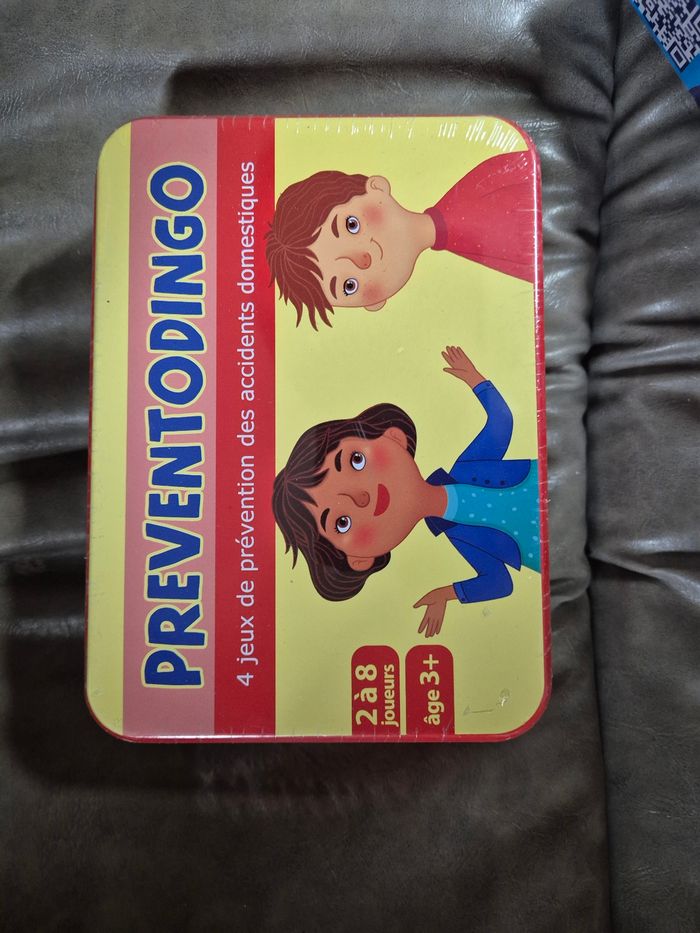 PREVENTODINGO
4 jeux de prévention des accidents domestiques
2 à 8
joueurs
âge 3+